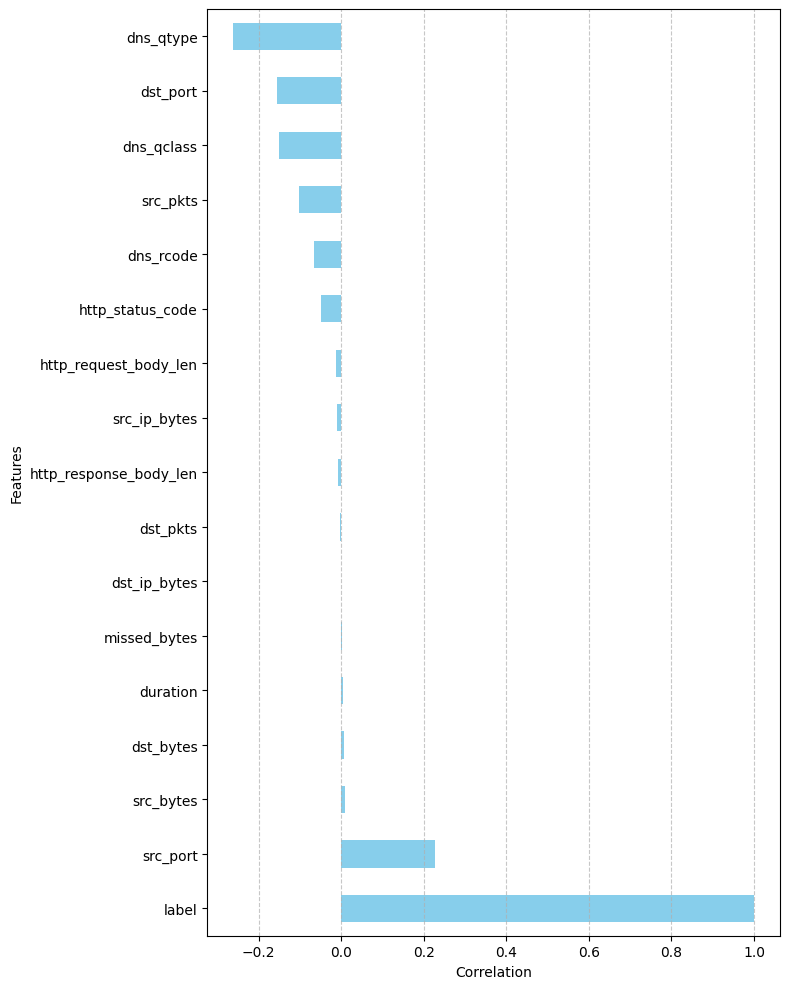 dns_qtype
dst_port
dns_qclass
src_pkts
dns_rcode
http_status_code
http_request_body_len
src_ip_bytes
http_response_body_len
dst_pkts
dst_ip_bytes
missed_bytes
duration
dst_bytes
src_bytes
src_port
label
Features
−0.2 0.0 0.2 0.4 0.6 0.8 1.0
Correlation